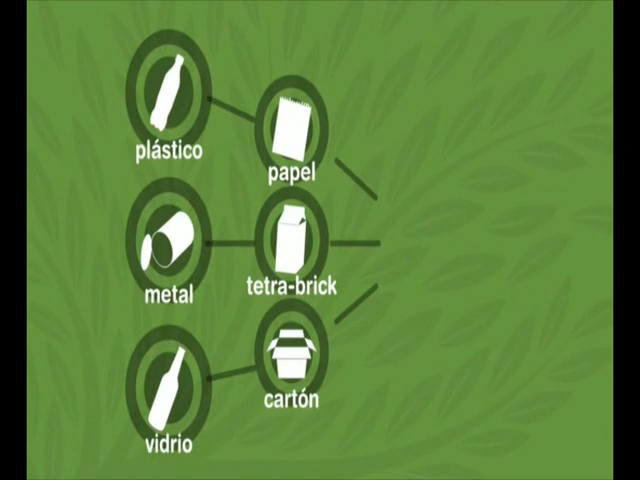 plástico
papel
metal
tetra-brick
vidrio
cartón